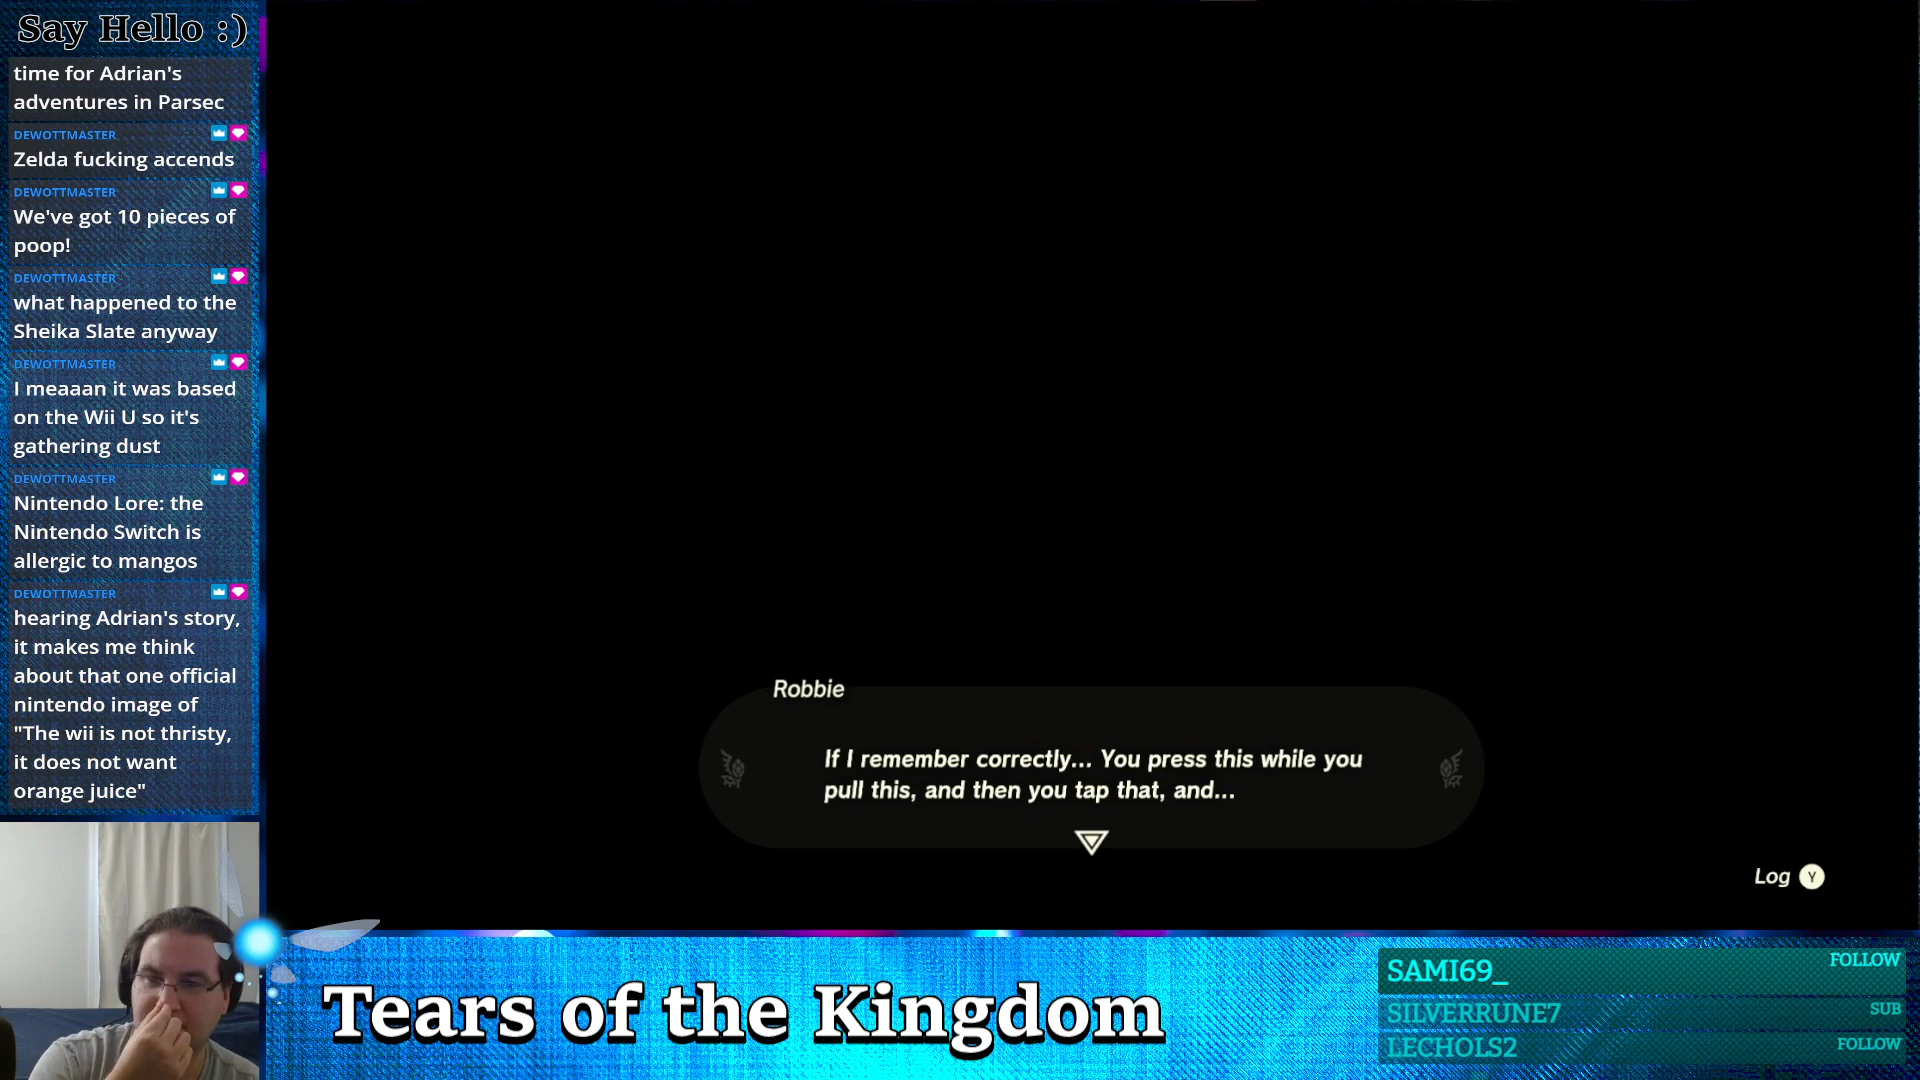 Say Hello :)
time for Adrian's
adventures in Parsec
DEWOTTMASTER
Zelda fucking accends
DEWOTTMASTER
We've got 10 pieces of
poop!
DEWOTTMASTER
what happened to the
Sheika Slate anyway
DEWOTTMASTER
I meaaan it was based
on the Wii U so it's
gathering dust
DEWOTTMASTER
Nintendo Lore: the
Nintendo Switch is
allergic to mangos
DEWOTTMASTER
hearing Adrian's story,
it makes me think
about that one official
nintendo image of
"The wii is not thristy,
it does not want
orange juice"
Robbie
If I remember correctly... You press this while you
pull this, and then you tap that, and...
Log Y
Tears of the Kingdom
SAMI69_ FOLLOW
SILVERRUNE7 SUB
LECHOLS2 FOLLOW